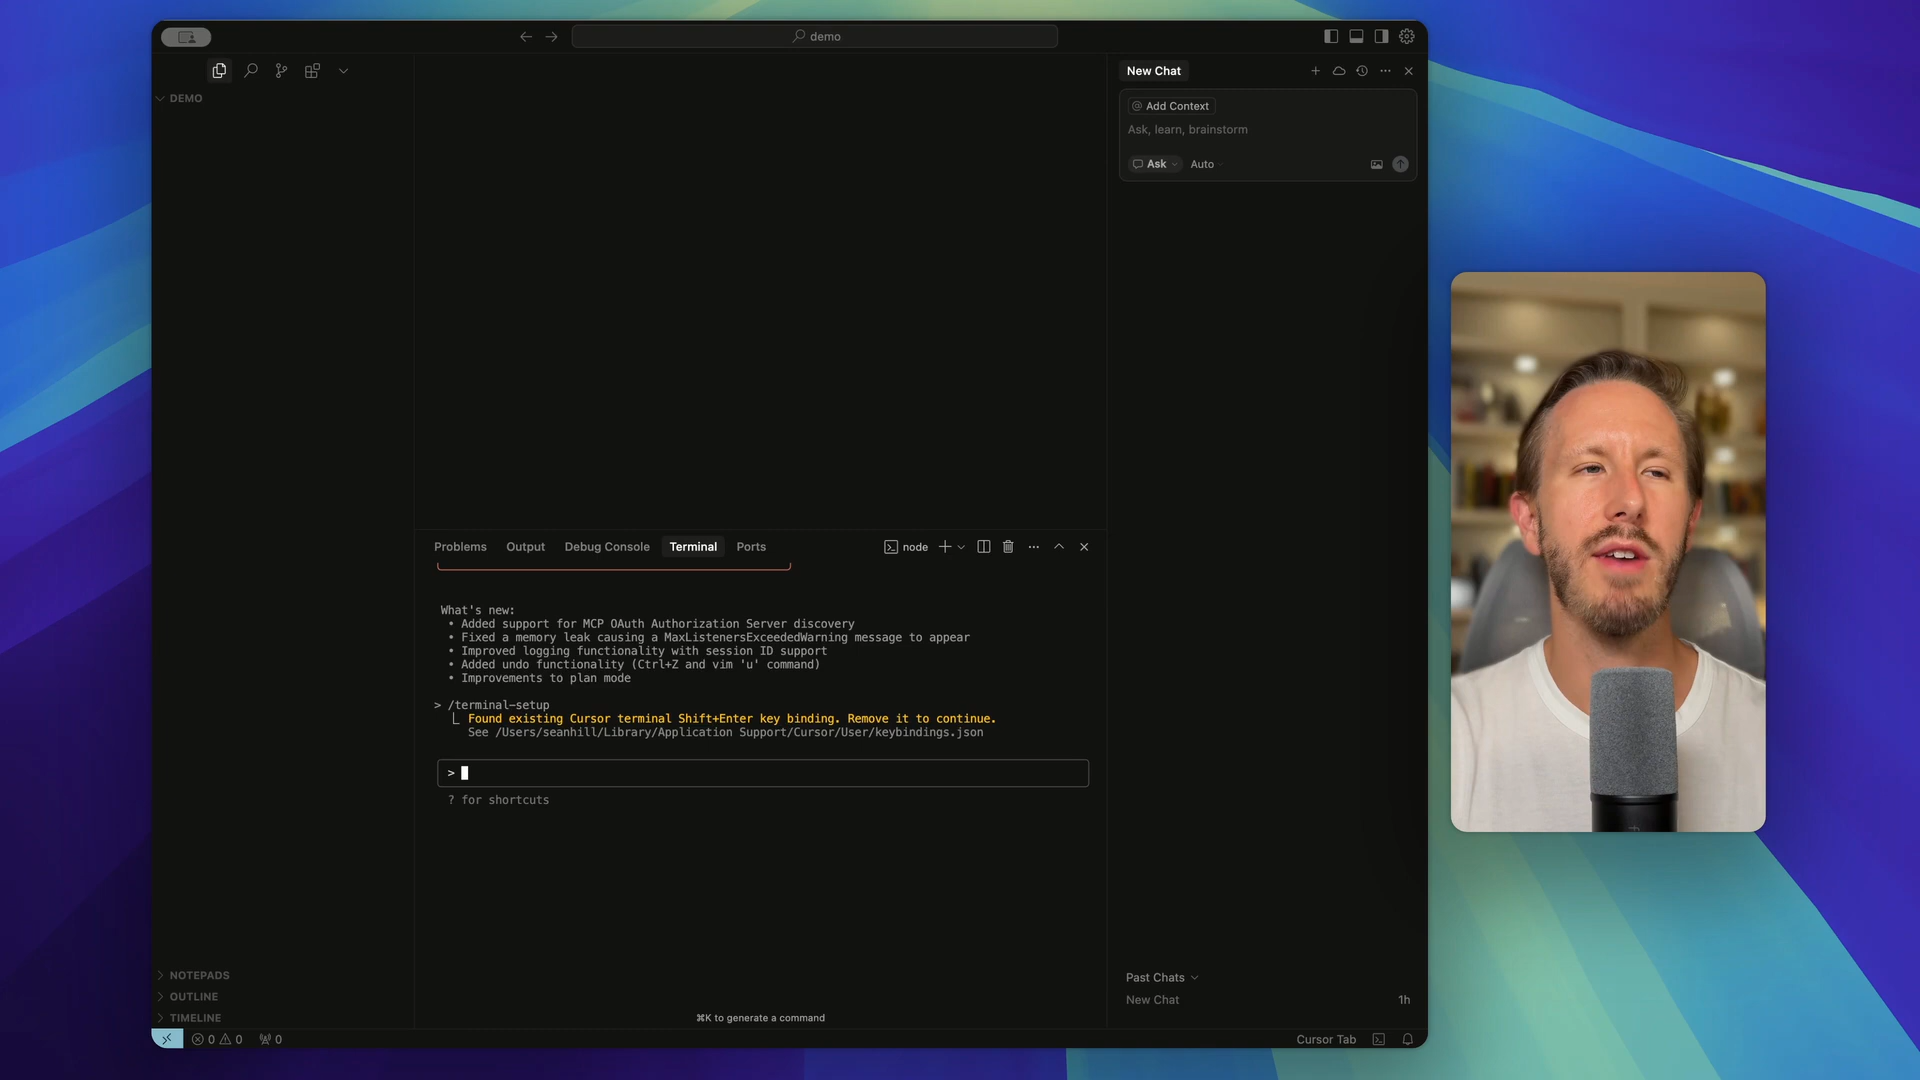 demo
DEMO
New Chat
@ Add Context
Ask, learn, brainstorm
Ask
Auto
Problems
Output
Debug Console
Terminal
Ports
node
What's new:
• Added support for MCP OAuth Authorization Server discovery
• Fixed a memory leak causing a MaxListenersExceededWarning message to appear
• Improved logging functionality with session ID support
• Added undo functionality (Ctrl+Z and vim 'u' command)
• Improvements to plan mode
> /terminal-setup
Found existing Cursor terminal Shift+Enter key binding. Remove it to continue.
See /Users/seanhill/Library/Application Support/Cursor/User/keybindings.json
>
? for shortcuts
NOTEPADS
OUTLINE
TIMELINE
⌘K to generate a command
Past Chats
New Chat 1h
0 0 0
Cursor Tab